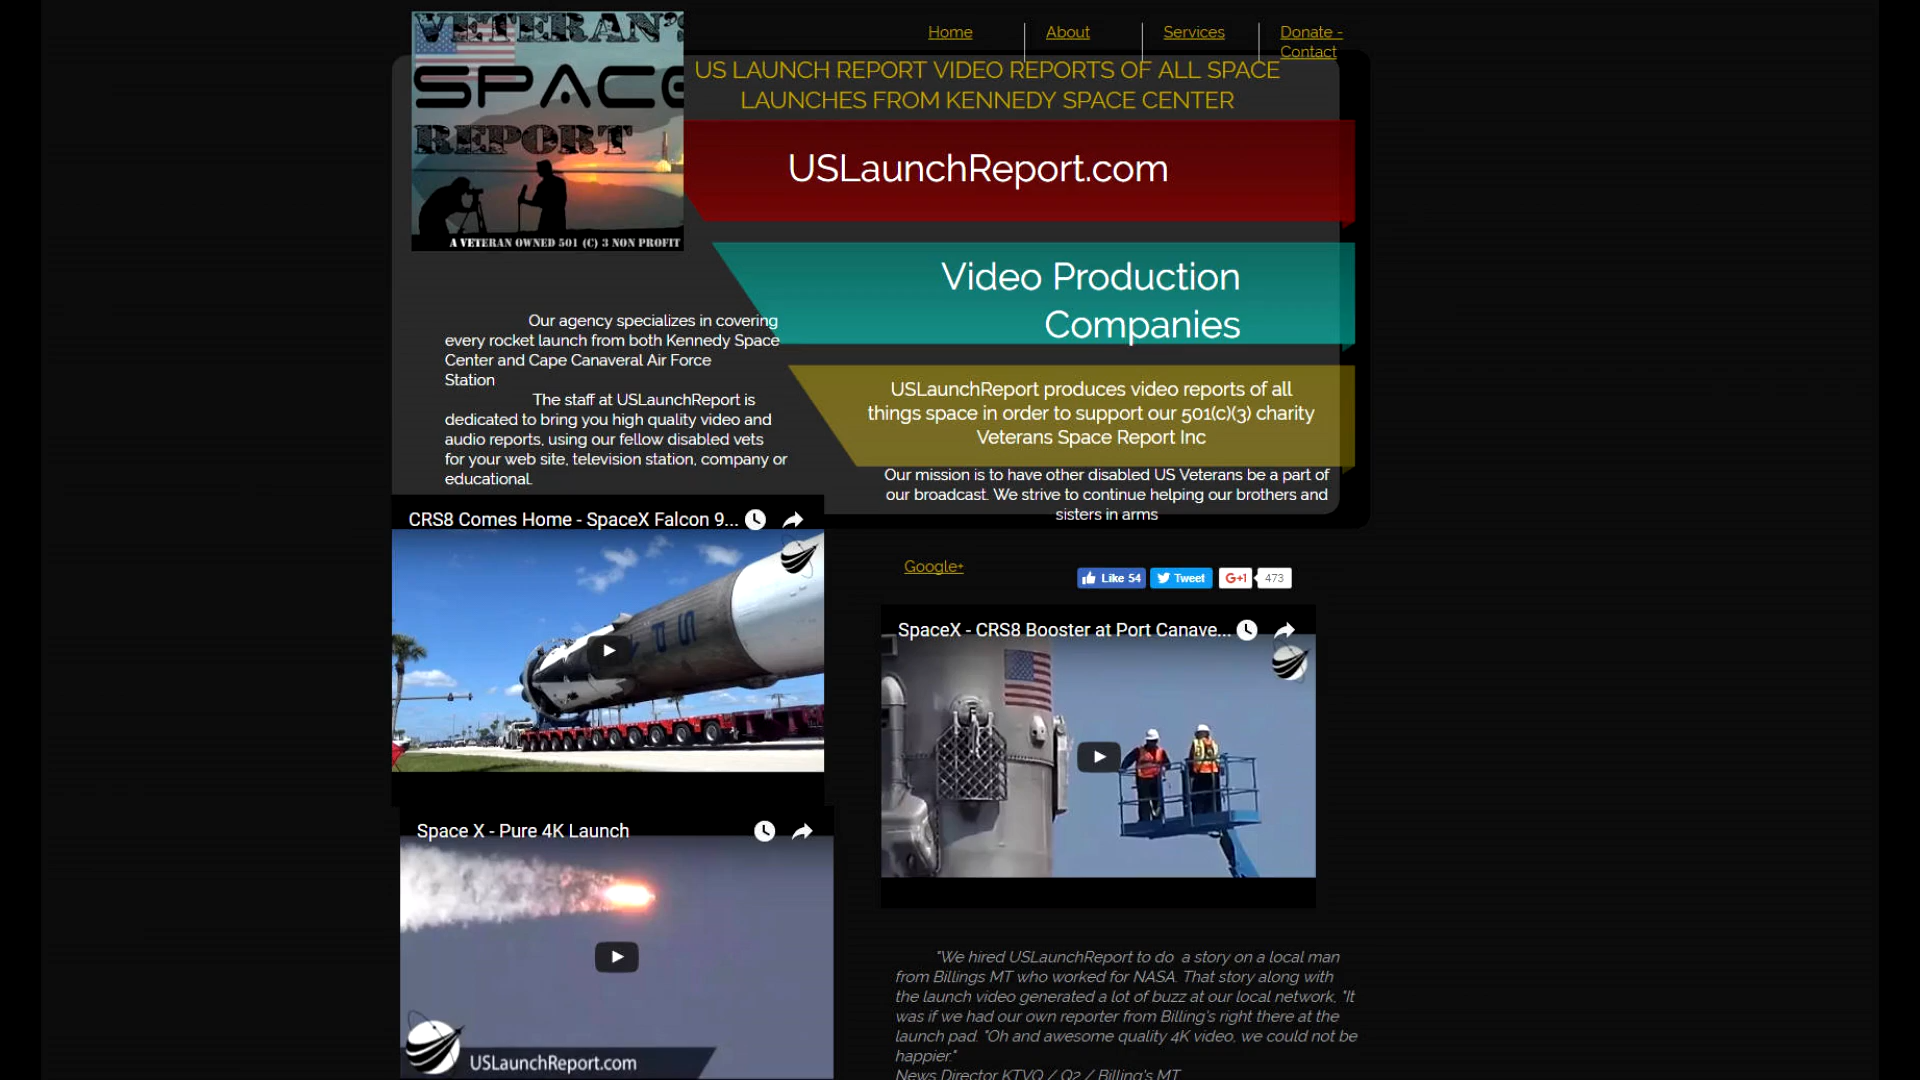 VETERAN'S
SPACE
REPORT
A VETERAN OWNED 501 (C) 3 NON PROFIT
Home
About
Services
Donate -
Contact
US LAUNCH REPORT VIDEO REPORTS OF ALL SPACE
LAUNCHES FROM KENNEDY SPACE CENTER
USLaunchReport.com
Video Production
Companies
USLaunchReport produces video reports of all
things space in order to support our 501(c)(3) charity
Veterans Space Report Inc
Our mission is to have other disabled US Veterans be a part of
our broadcast. We strive to continue helping our brothers and
sisters in arms
Our agency specializes in covering
every rocket launch from both Kennedy Space
Center and Cape Canaveral Air Force
Station
The staff at USLaunchReport is
dedicated to bring you high quality video and
audio reports, using our fellow disabled vets
for your web site, television station, company or
educational.
CRS8 Comes Home - SpaceX Falcon 9...
Google+
Like 54
Tweet
G+1
473
SpaceX - CRS8 Booster at Port Canave...
Space X - Pure 4K Launch
USLaunchReport.com
"We hired USLaunchReport to do a story on a local man
from Billings MT who worked for NASA. That story along with
the launch video generated a lot of buzz at our local network, "It
was if we had our own reporter from Billing's right there at the
launch pad. "Oh and awesome quality 4K video, we could not be
happier."
News Director KTVQ / Q2 / Billing's MT